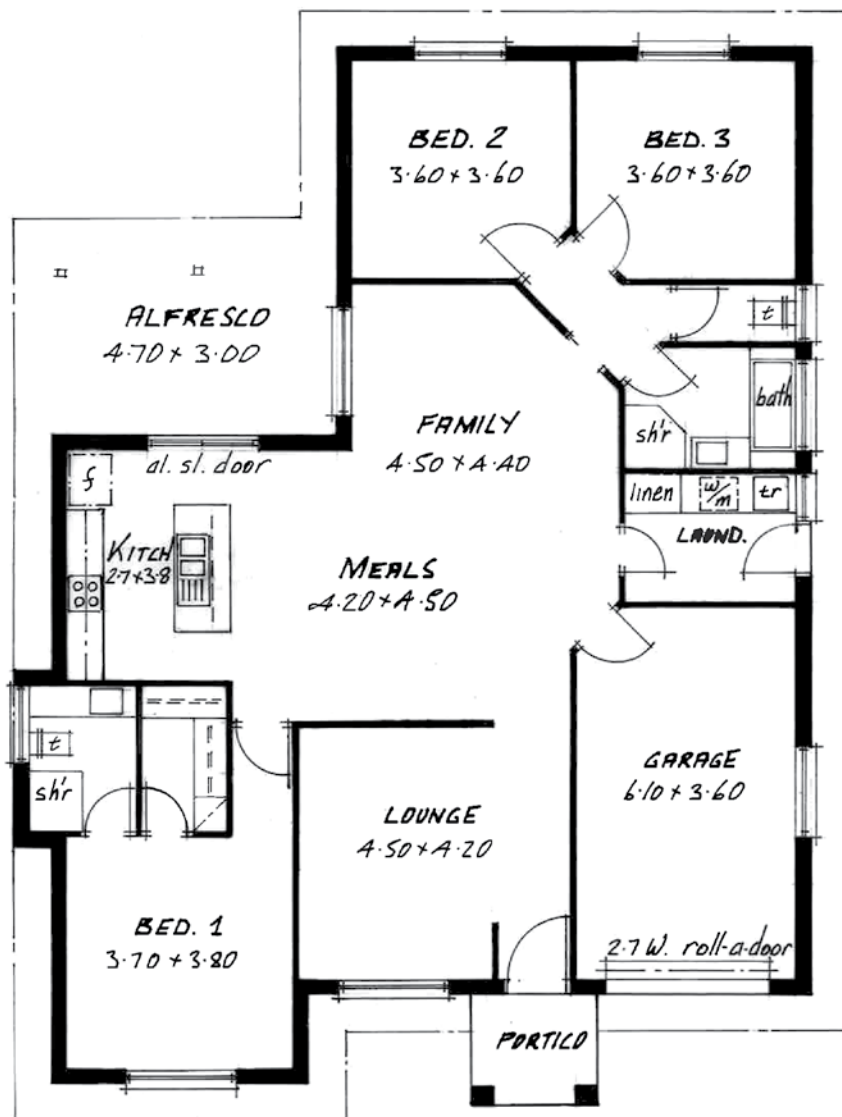 BED. 2
3.60 + 3.60
BED. 3
3.60 + 3.60
ALFRESCO
4.70 + 3.00
t
FAMILY
4.50 + 4.40
bath
sh'r
al. sl. door
f
linen
w/m
tr
LAUND.
KITCH
2.7 + 3.8
MEALS
4.20 + 4.50
t
sh'r
GARAGE
6.10 + 3.60
LOUNGE
4.50 + 4.20
BED. 1
3.70 + 3.80
2.7 W. roll-a-door
PORTICO